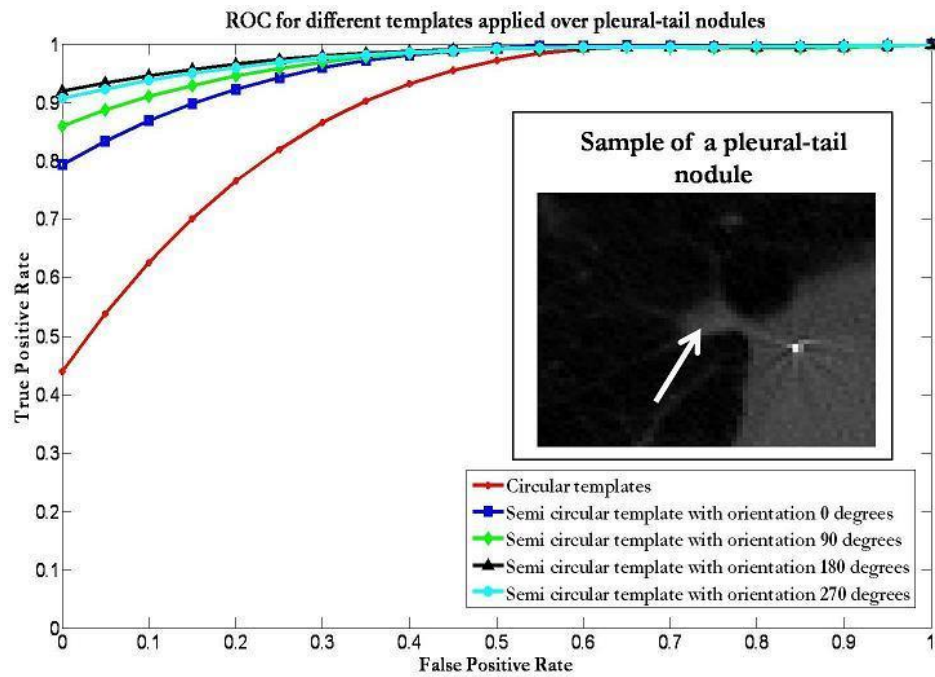 ROC for different templates applied over pleural-tail nodules
1
0.9
0.8
0.7
0.6
0.5
0.4
0.3
0.2
0.1
0
True Positive Rate
Sample of a pleural-tail
nodule
Circular templates
Semi circular template with orientation 0 degrees
Semi circular template with orientation 90 degrees
Semi circular template with orientation 180 degrees
Semi circular template with orientation 270 degrees
0 0.1 0.2 0.3 0.4 0.5 0.6 0.7 0.8 0.9 1
False Positive Rate